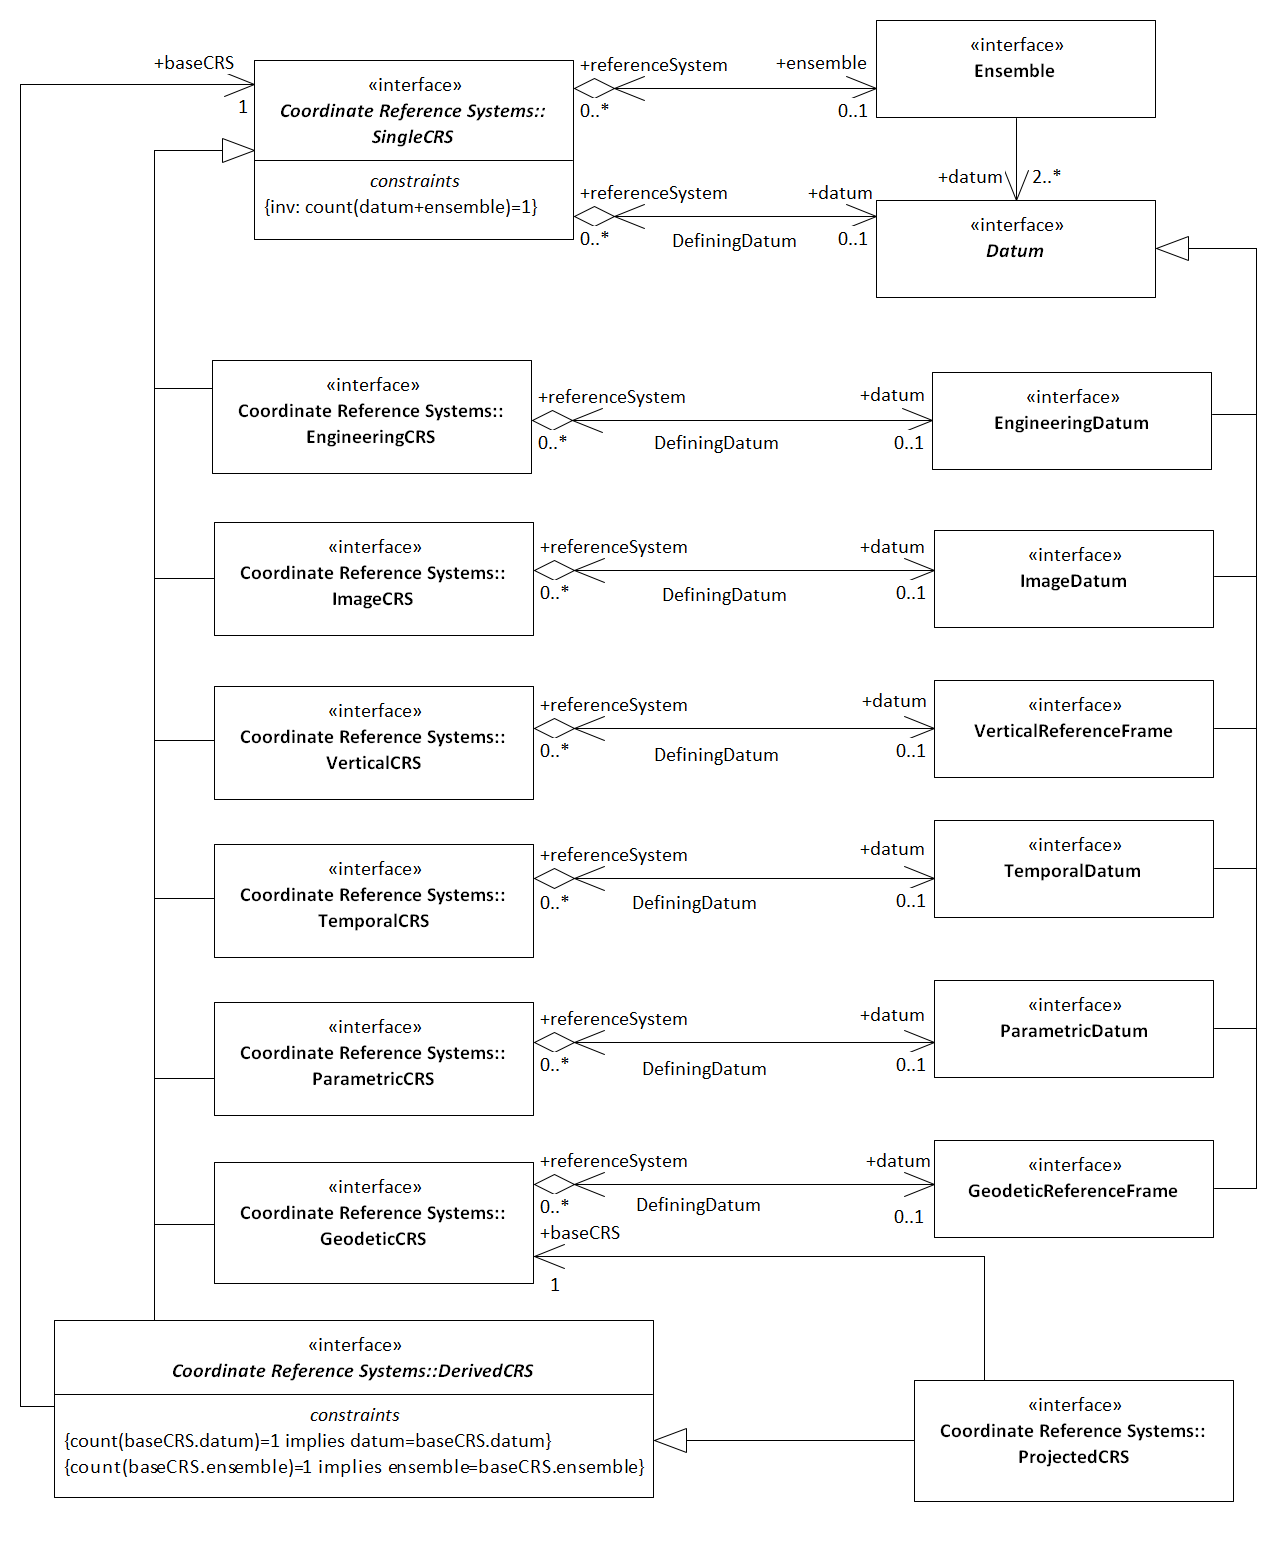 +baseCRS
1
«interface»
Coordinate Reference Systems::
SingleCRS
constraints
{inv: count(datum+ensemble)=1}
+referenceSystem
+ensemble
0..*
0..1
«interface»
Ensemble
+datum
2..*
+referenceSystem
+datum
0..*
DefiningDatum
0..1
«interface»
Datum
«interface»
Coordinate Reference Systems::
EngineeringCRS
+referenceSystem
+datum
0..*
DefiningDatum
0..1
«interface»
EngineeringDatum
«interface»
Coordinate Reference Systems::
ImageCRS
+referenceSystem
+datum
0..*
DefiningDatum
0..1
«interface»
ImageDatum
«interface»
Coordinate Reference Systems::
VerticalCRS
+referenceSystem
+datum
0..*
DefiningDatum
0..1
«interface»
VerticalReferenceFrame
«interface»
Coordinate Reference Systems::
TemporalCRS
+referenceSystem
+datum
0..*
DefiningDatum
0..1
«interface»
TemporalDatum
«interface»
Coordinate Reference Systems::
ParametricCRS
+referenceSystem
+datum
0..*
DefiningDatum
0..1
«interface»
ParametricDatum
«interface»
Coordinate Reference Systems::
GeodeticCRS
+referenceSystem
+datum
0..*
DefiningDatum
0..1
«interface»
GeodeticReferenceFrame
+baseCRS
1
«interface»
Coordinate Reference Systems::DerivedCRS
constraints
{count(baseCRS.datum)=1 implies datum=baseCRS.datum}
{count(baseCRS.ensemble)=1 implies ensemble=baseCRS.ensemble}
«interface»
Coordinate Reference Systems::
ProjectedCRS